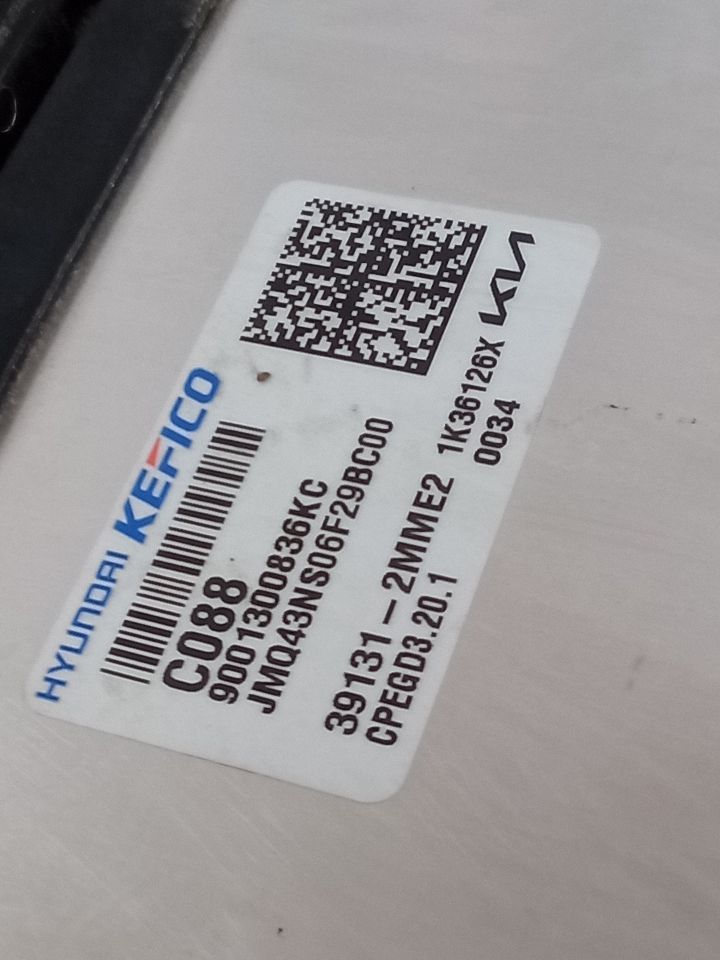 HYUNDAI KEFICO
C088
9001300836KC
JMQ43NS06F29BC00
39131-2MME2 1K36126X
CPEGD3.20.1 0034
KIA